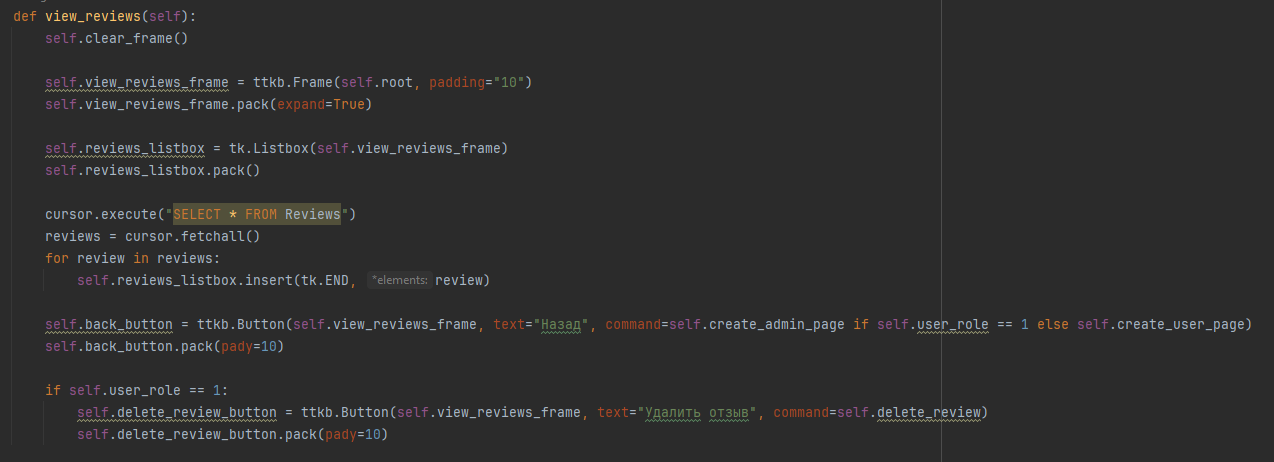 def view_reviews(self):
    self.clear_frame()

    self.view_reviews_frame = ttkb.Frame(self.root, padding="10")
    self.view_reviews_frame.pack(expand=True)

    self.reviews_listbox = tk.Listbox(self.view_reviews_frame)
    self.reviews_listbox.pack()

    cursor.execute("SELECT * FROM Reviews")
    reviews = cursor.fetchall()
    for review in reviews:
        self.reviews_listbox.insert(tk.END, *elements: review)

    self.back_button = ttkb.Button(self.view_reviews_frame, text="Назад", command=self.create_admin_page if self.user_role == 1 else self.create_user_page)
    self.back_button.pack(pady=10)

    if self.user_role == 1:
        self.delete_review_button = ttkb.Button(self.view_reviews_frame, text="Удалить отзыв", command=self.delete_review)
        self.delete_review_button.pack(pady=10)